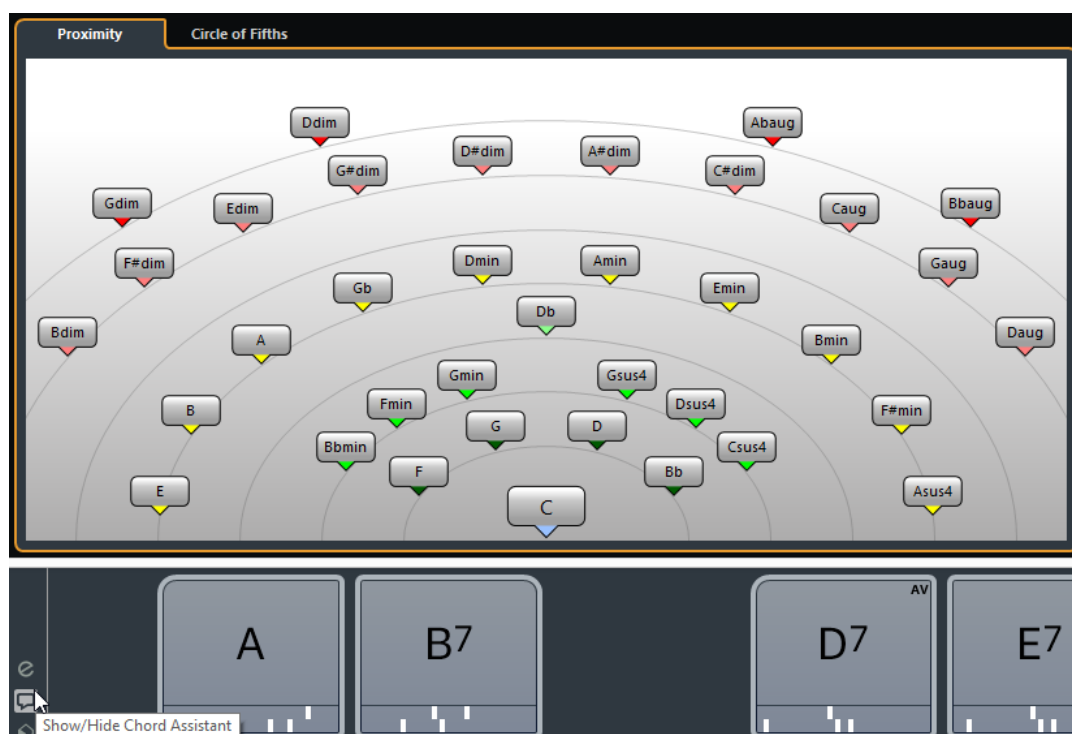 Proximity
Circle of Fifths
Ddim
Abaug
D#dim
A#dim
G#dim
C#dim
Gdim
Edim
Caug
Bbaug
F#dim
Dmin
Amin
Gaug
Gb
Emin
Bdim
A
Db
Bmin
Daug
Gmin
Gsus4
B
Fmin
Dsus4
F#min
G
D
Bbmin
Csus4
F
Bb
E
Asus4
C
AV
A
B7
D7
E7
Show/Hide Chord Assistant